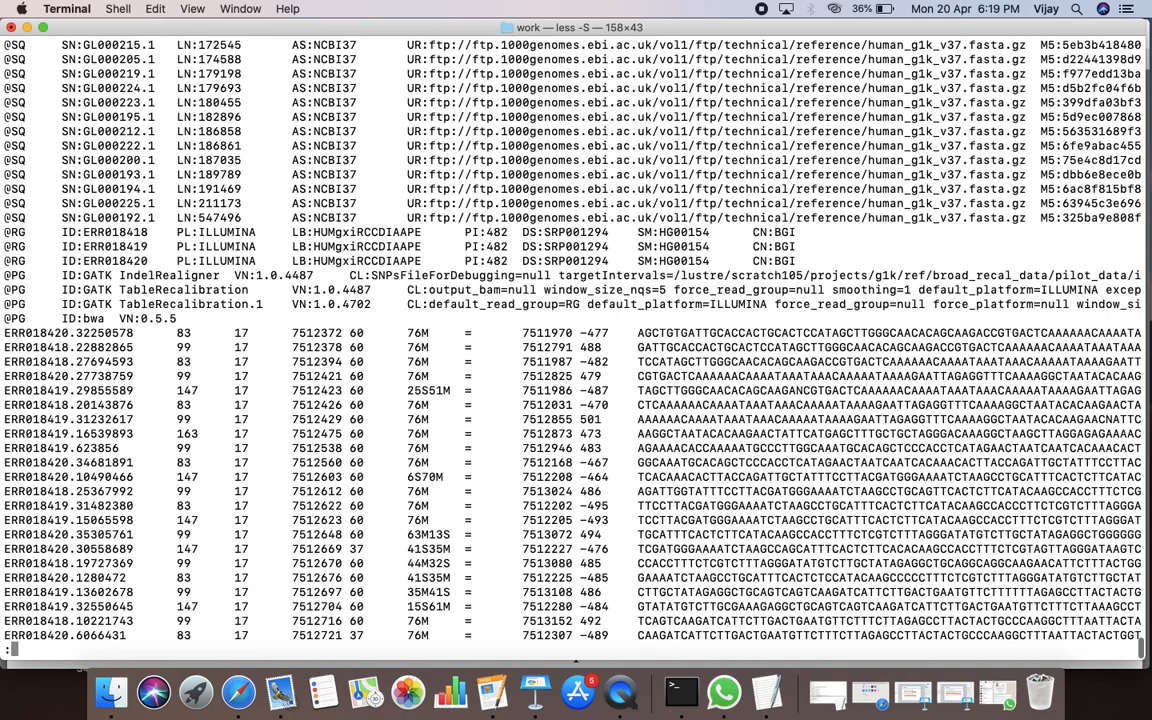 Terminal Shell Edit View Window Help 36% Mon 20 Apr 6:19 PM Vijay
work — less -S — 158×43
@SQ SN:GL000215.1 LN:172545 AS:NCBI37 UR:ftp://ftp.1000genomes.ebi.ac.uk/vol1/ftp/technical/reference/human_g1k_v37.fasta.gz M5:5eb3b418480
@SQ SN:GL000205.1 LN:174588 AS:NCBI37 UR:ftp://ftp.1000genomes.ebi.ac.uk/vol1/ftp/technical/reference/human_g1k_v37.fasta.gz M5:d22441398d9
@SQ SN:GL000219.1 LN:179198 AS:NCBI37 UR:ftp://ftp.1000genomes.ebi.ac.uk/vol1/ftp/technical/reference/human_g1k_v37.fasta.gz M5:f977edd13ba
@SQ SN:GL000224.1 LN:179693 AS:NCBI37 UR:ftp://ftp.1000genomes.ebi.ac.uk/vol1/ftp/technical/reference/human_g1k_v37.fasta.gz M5:d5b2fc04f6b
@SQ SN:GL000223.1 LN:180455 AS:NCBI37 UR:ftp://ftp.1000genomes.ebi.ac.uk/vol1/ftp/technical/reference/human_g1k_v37.fasta.gz M5:399dfa03bf3
@SQ SN:GL000195.1 LN:182896 AS:NCBI37 UR:ftp://ftp.1000genomes.ebi.ac.uk/vol1/ftp/technical/reference/human_g1k_v37.fasta.gz M5:5d9ec007868
@SQ SN:GL000212.1 LN:186858 AS:NCBI37 UR:ftp://ftp.1000genomes.ebi.ac.uk/vol1/ftp/technical/reference/human_g1k_v37.fasta.gz M5:563531689f3
@SQ SN:GL000222.1 LN:186861 AS:NCBI37 UR:ftp://ftp.1000genomes.ebi.ac.uk/vol1/ftp/technical/reference/human_g1k_v37.fasta.gz M5:6fe9abac455
@SQ SN:GL000200.1 LN:187035 AS:NCBI37 UR:ftp://ftp.1000genomes.ebi.ac.uk/vol1/ftp/technical/reference/human_g1k_v37.fasta.gz M5:75e4c8d17cd
@SQ SN:GL000193.1 LN:189789 AS:NCBI37 UR:ftp://ftp.1000genomes.ebi.ac.uk/vol1/ftp/technical/reference/human_g1k_v37.fasta.gz M5:dbb6e8ece0b
@SQ SN:GL000194.1 LN:191469 AS:NCBI37 UR:ftp://ftp.1000genomes.ebi.ac.uk/vol1/ftp/technical/reference/human_g1k_v37.fasta.gz M5:6ac8f815bf8
@SQ SN:GL000225.1 LN:211173 AS:NCBI37 UR:ftp://ftp.1000genomes.ebi.ac.uk/vol1/ftp/technical/reference/human_g1k_v37.fasta.gz M5:63945c3e696
@SQ SN:GL000192.1 LN:547496 AS:NCBI37 UR:ftp://ftp.1000genomes.ebi.ac.uk/vol1/ftp/technical/reference/human_g1k_v37.fasta.gz M5:325ba9e808f
@RG ID:ERR018418 PL:ILLUMINA LB:HUMgxiRCCDIAAPE PI:482 DS:SRP001294 SM:HG00154 CN:BGI
@RG ID:ERR018419 PL:ILLUMINA LB:HUMgxiRCCDIAAPE PI:482 DS:SRP001294 SM:HG00154 CN:BGI
@RG ID:ERR018420 PL:ILLUMINA LB:HUMgxiRCCDIAAPE PI:482 DS:SRP001294 SM:HG00154 CN:BGI
@PG ID:GATK IndelRealigner VN:1.0.4487 CL:SNPsFileForDebugging=null targetIntervals=/lustre/scratch105/projects/g1k/ref/broad_recal_data/pilot_data/i
@PG ID:GATK TableRecalibration VN:1.0.4487 CL:output_bam=null window_size_nqs=5 force_read_group=null smoothing=1 default_platform=ILLUMINA excep
@PG ID:GATK TableRecalibration.1 VN:1.0.4702 CL:default_read_group=RG default_platform=ILLUMINA force_read_group=null force_platform=null window_si
@PG ID:bwa VN:0.5.5
ERR018420.32250578 83 17 7512372 60 76M = 7511970 -477 AGCTGTGATTGCACCACTGCACTCCATAGCTTGGGCAACACAGCAAGACCGTGACTCAAAAAACAAAATA
ERR018418.22882865 99 17 7512378 60 76M = 7512791 488 GATTGCACCACTGCACTCCATAGCTTGGGCAACACAGCAAGACCGTGACTCAAAAAACAAAATAAATAAA
ERR018418.27694593 83 17 7512394 60 76M = 7511987 -482 TCCATAGCTTGGGCAACACAGCAAGACCGTGACTCAAAAAACAAAATAAATAAACAAAAATAAAAGAATT
ERR018420.27738759 99 17 7512421 60 76M = 7512825 479 CGTGACTCAAAAAACAAAATAAATAAACAAAAATAAAAGAATTAGAGGTTTCAAAAGGCTAATACACAAG
ERR018419.29855589 147 17 7512423 60 25S51M = 7511986 -487 TAGCTTGGGCAACACAGCAAGANCGTGACTCAAAAAACAAAATAAATAAACAAAAATAAAAGAATTAGAG
ERR018418.20143876 83 17 7512426 60 76M = 7512031 -470 CTCAAAAAACAAAATAAATAAACAAAAATAAAAGAATTAGAGGTTTCAAAAGGCTAATACACAAGAACTA
ERR018419.31232617 99 17 7512429 60 76M = 7512855 501 AAAAAACAAAATAAATAAACAAAAATAAAAGAATTAGAGGTTTCAAAAGGCTAATACACAAGAACNATTC
ERR018419.16539893 163 17 7512475 60 76M = 7512873 473 AAGGCTAATACACAAGAACTATTCATGAGCTTTGCTGCTAGGGACAAAGGCTAAGCTTAGGAGAGAAAAC
ERR018419.623856 99 17 7512538 60 76M = 7512946 483 AGAAAACACCAAAAATGCCCTTGGCAAATGCACAGCTCCCACCTCATAGAACTAATCAATCACAAACACT
ERR018420.34681891 83 17 7512560 60 76M = 7512168 -467 GGCAAATGCACAGCTCCCACCTCATAGAACTAATCAATCACAAACACTTACCAGATTGCTATTTCCTTAC
ERR018420.10490466 147 17 7512603 60 6S70M = 7512208 -464 TCACAAACACTTACCAGATTGCTATTTCCTTACGATGGGAAAATCTAAGCCTGCATTTCACTCTTCATAC
ERR018418.25367992 99 17 7512612 60 76M = 7513024 486 AGATTGGTATTTCCTTACGATGGGAAAATCTAAGCCTGCAGTTCACTCTTCATACAAGCCACCTTTCTCG
ERR018419.31482380 83 17 7512622 60 76M = 7512202 -495 TTCCTTACGATGGGAAAATCTAAGCCTGCATTTCACTCTTCATACAAGCCACCCTTCTCGTCTTTAGGGA
ERR018419.15065598 147 17 7512623 60 76M = 7512205 -493 TCCTTACGATGGGAAAATCTAAGCCTGCATTTCACTCTTCATACAAGCCACCTTTCTCGTCTTTAGGGAT
ERR018420.35305761 99 17 7512648 60 63M13S = 7513072 494 TGCATTTCACTCTTCATACAAGCCACCTTTCTCGTCTTTAGGGATATGTCTTGCTATAGAGGCTGGGGGG
ERR018420.30558689 147 17 7512669 37 41S35M = 7512227 -476 TCGATGGGAAAATCTAAGCCAGCATTTCACTCTTCATACAAGCCACCTTTCTCGTAGTTAGGGATAAGTC
ERR018418.19727369 99 17 7512670 60 44M32S = 7513080 485 CCACCTTTCTCGTCTTTAGGGATATGTCTTGCTATAGAGGCTGCAGGCAGGCAAGATTCTTCTTTACTGG
ERR018420.1280472 83 17 7512676 60 41S35M = 7512225 -485 GAAAATCTAAGCCTGCATTTCACTCTCCATACAAGCCCCCTTTCTCGTCTTTAGGGATATGTCTTGCTAT
ERR018419.13602678 99 17 7512697 60 35M41S = 7513108 486 CTTGCTATAGAGGCTGCAGTCAGTCAAGATCATTCTTGACTGAATGTTCTTTCTTTTTTAGAGCCTTACT
ERR018419.32550645 147 17 7512704 60 15S61M = 7512280 -484 GTATATGTCTTGCGAAAGAGGCTGCAGTCAGTCAAGATCATTCTTGACTGAATGTTCTTTCTTAAAGCCT
ERR018418.10221743 99 17 7512716 60 76M = 7513152 492 TCAGTCAAGATCATTCTTGACTGAATGTTCTTTCTTTAGAGCCTTACTACTGCCCAAGGCTTTAATTACT
ERR018420.6066431 83 17 7512721 37 76M = 7512307 -489 CAAGATCATTCTTGACTGAATGTTCTTTCTTAGAGCCTTACTACTGCCCAAGGCTTTAATTACTACTGGT
:
5